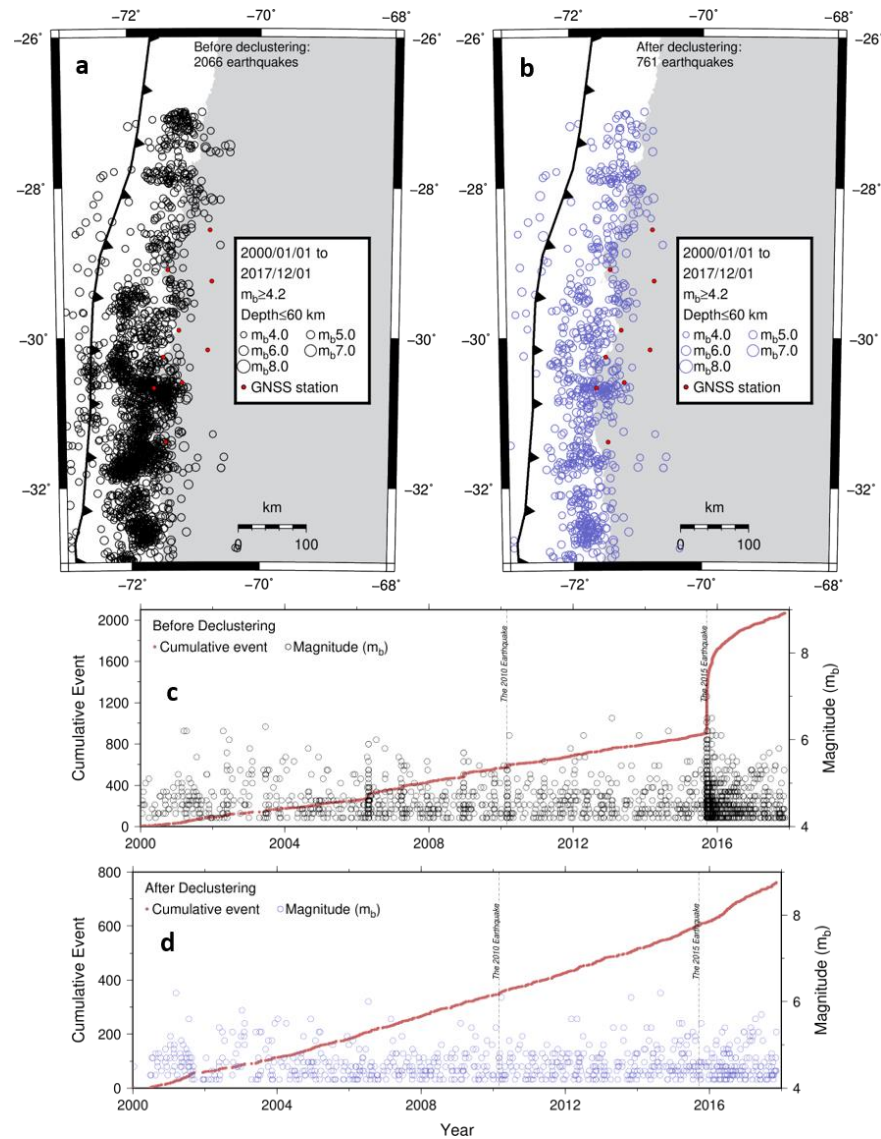 −72˚ −70˚ −68˚
−72˚ −70˚ −68˚
−26˚ −26˚ −26˚ −26˚
a Before declustering:
2066 earthquakes
b After declustering:
761 earthquakes
−28˚ −28˚ −28˚ −28˚
2000/01/01 to
2017/12/01
mb≥4.2
Depth≤60 km
mb4.0 mb5.0
mb6.0 mb7.0
mb8.0
GNSS station
2000/01/01 to
2017/12/01
mb≥4.2
Depth≤60 km
mb4.0 mb5.0
mb6.0 mb7.0
mb8.0
GNSS station
−30˚ −30˚ −30˚ −30˚
−32˚ −32˚ −32˚ −32˚
km
0 100
km
0 100
−72˚ −70˚ −68˚
−72˚ −70˚ −68˚
Before Declustering
Cumulative event Magnitude (mb)
c
The 2010 Earthquake
The 2015 Earthquake
Cumulative Event
2000
1600
1200
800
400
0
8
6
4
Magnitude (mb)
2000 2004 2008 2012 2016
After Declustering
Cumulative event Magnitude (mb)
d
The 2010 Earthquake
The 2015 Earthquake
Cumulative Event
800
600
400
200
0
8
6
4
Magnitude (mb)
2000 2004 2008 2012 2016
Year